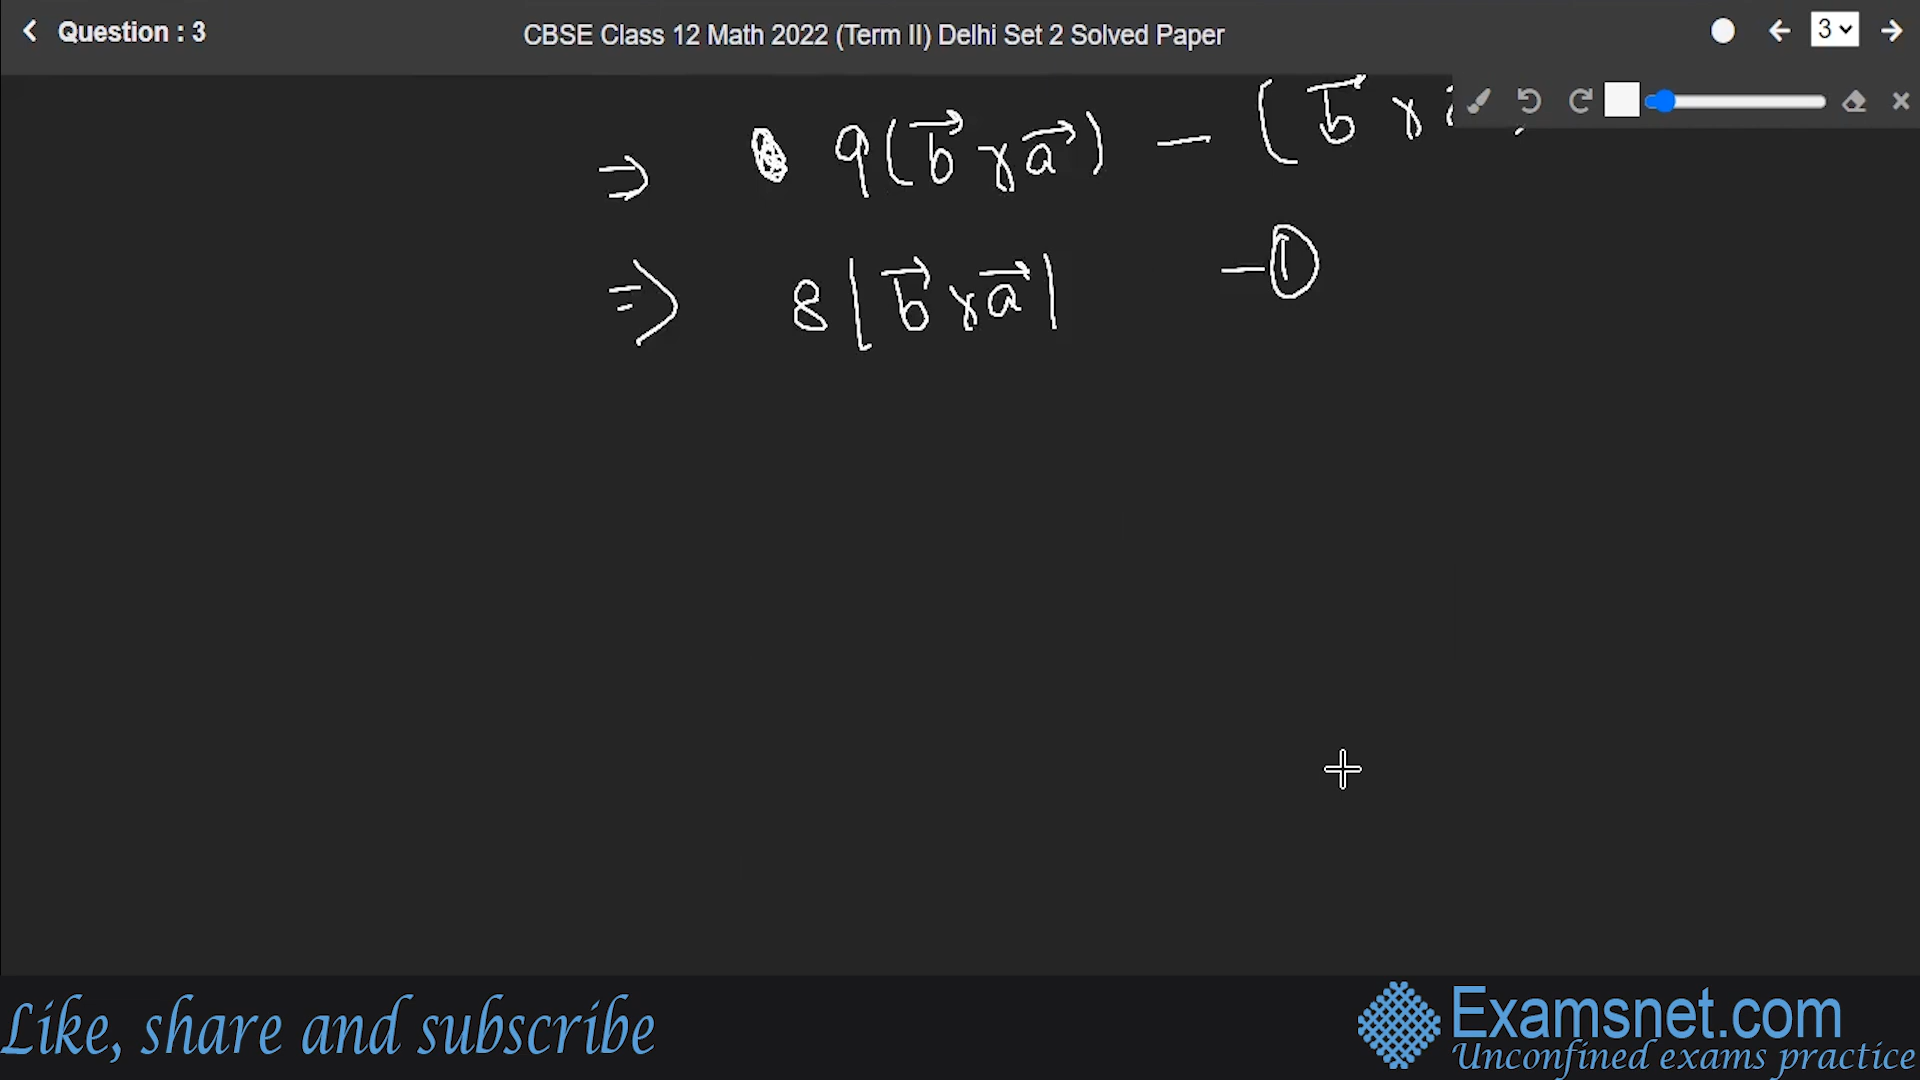 Question : 3
CBSE Class 12 Math 2022 (Term II) Delhi Set 2 Solved Paper
3
⇒ 9(b⃗ × a⃗) − (b⃗ ×
⇒ 8|b⃗ × a⃗| −①
Like, share and subscribe
Examsnet.com
Unconfined exams practice